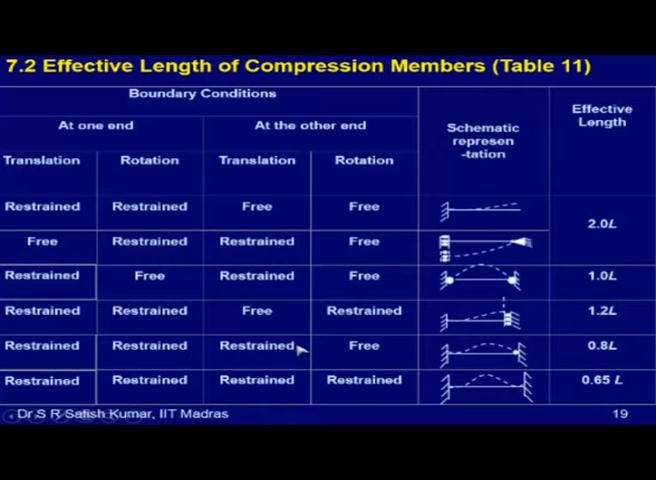 7.2 Effective Length of Compression Members (Table 11)
Boundary Conditions
At one end
At the other end
Schematic
represen
-tation
Effective
Length
Translation Rotation Translation Rotation
Restrained Restrained Free Free
2.0L
Free Restrained Restrained Free
Restrained Free Restrained Free 1.0L
Restrained Restrained Free Restrained 1.2L
Restrained Restrained Restrained Free 0.8L
Restrained Restrained Restrained Restrained 0.65 L
Dr S R Satish Kumar, IIT Madras 19